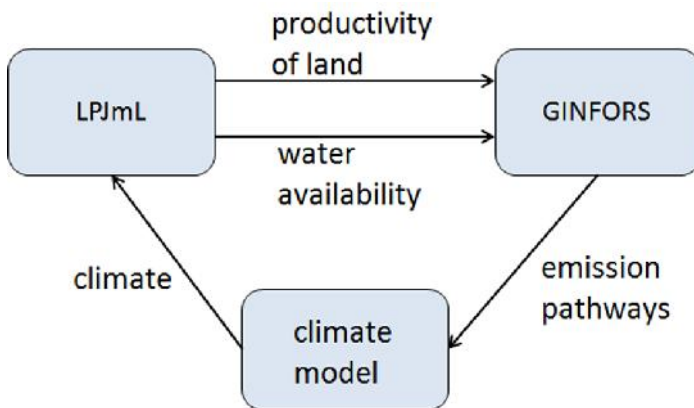 productivity
of land
LPJmL
GINFORS
water
availability
climate
emission
pathways
climate
model